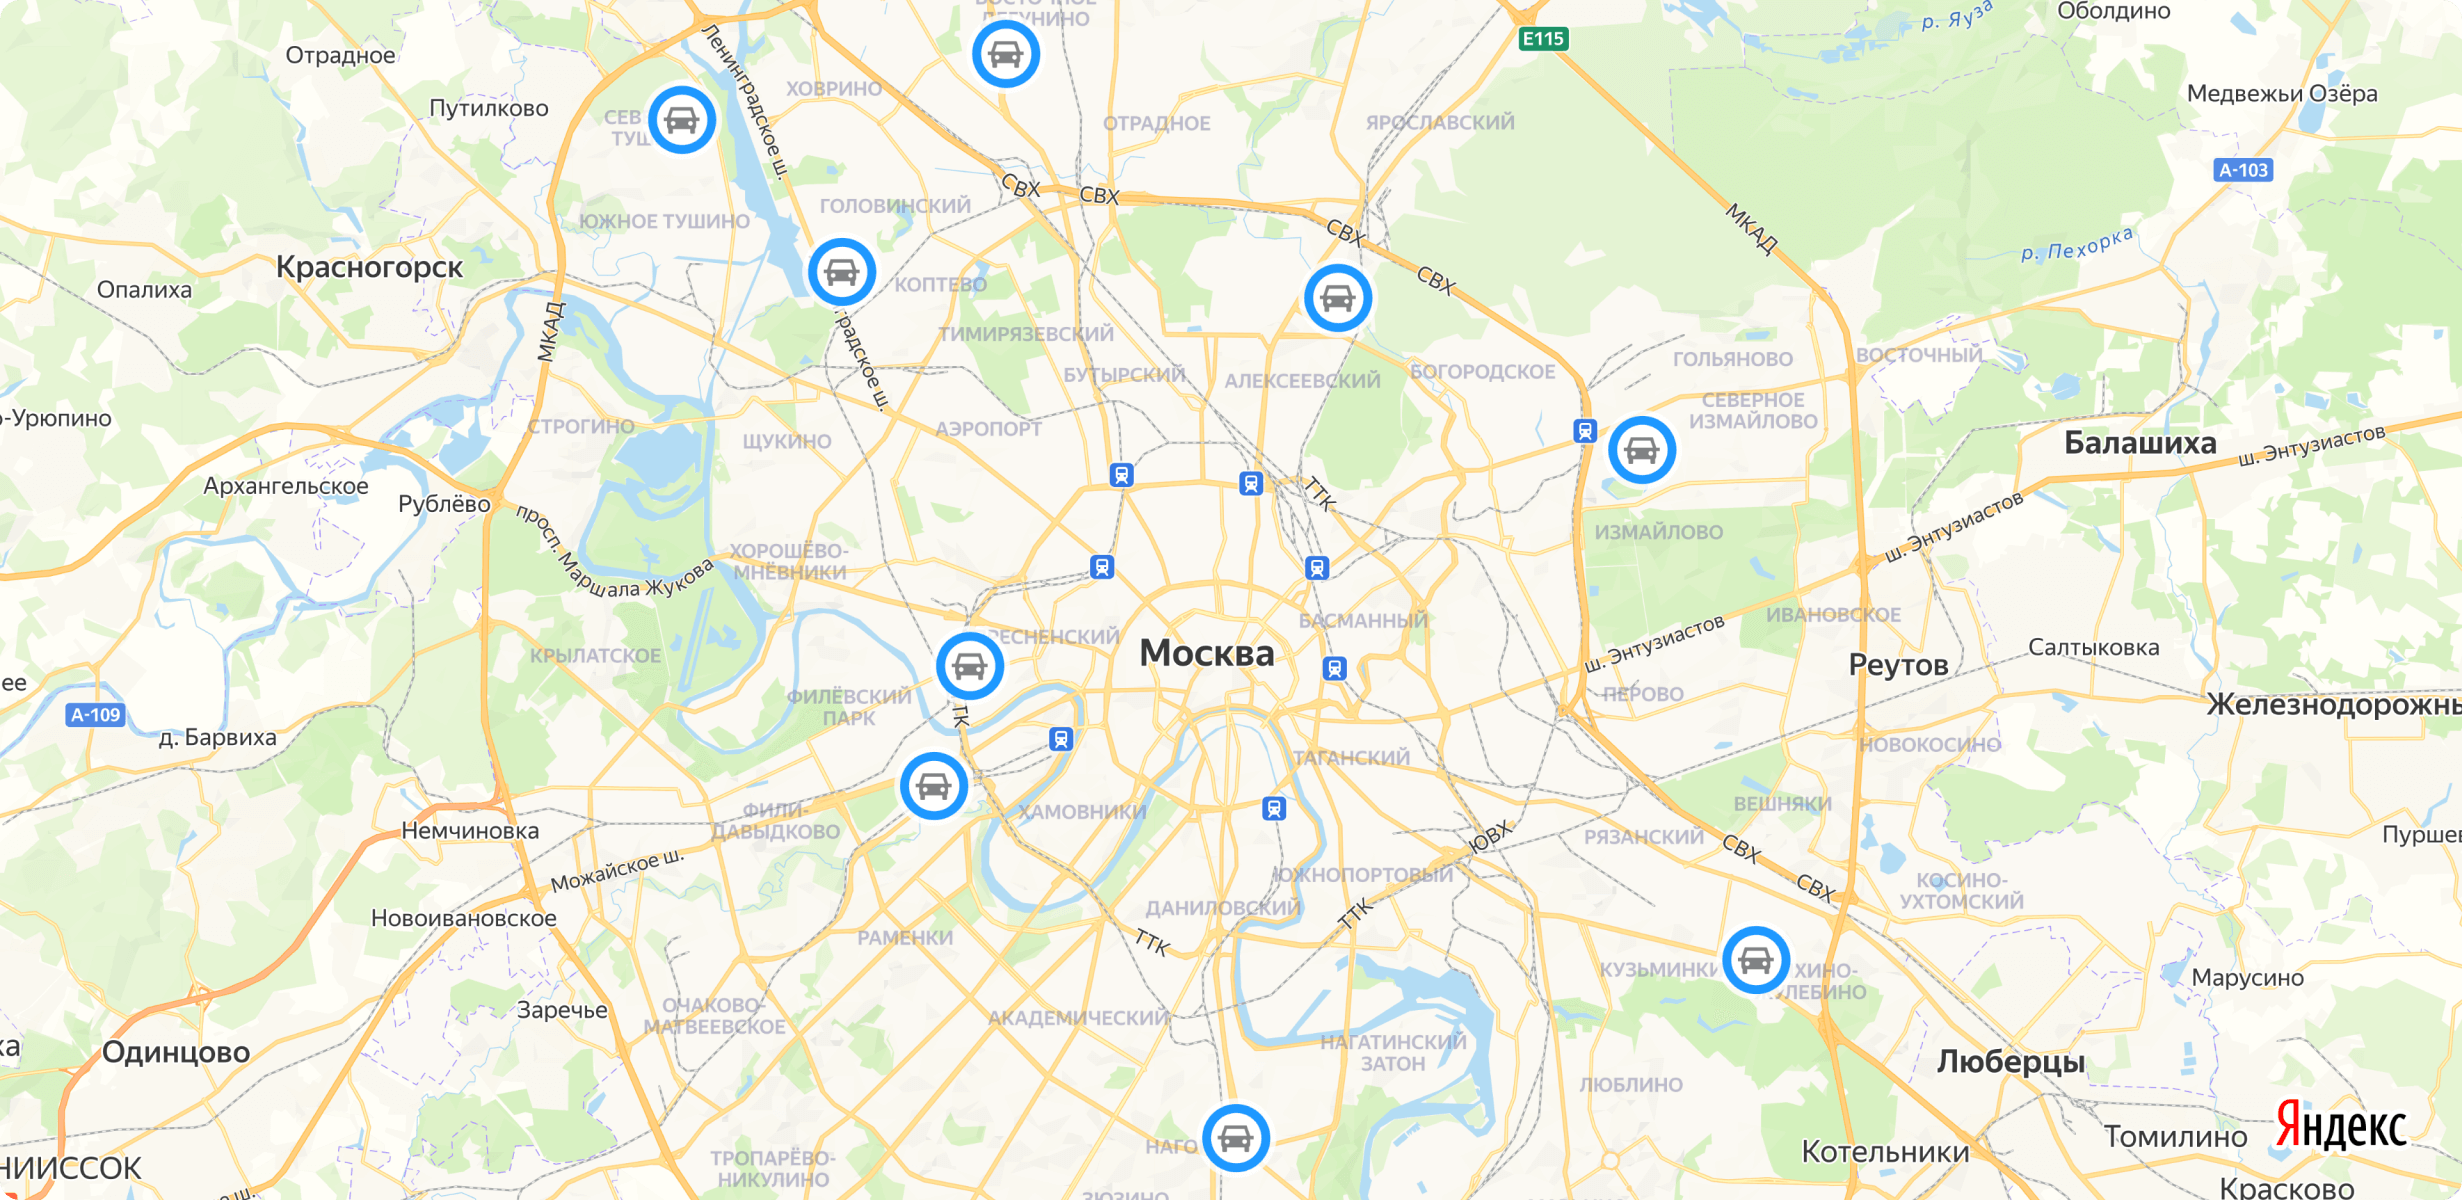 ВОСТОЧНОЕ
ДЕГУНИНО
Оболдино
р. Яуза
E115
Отрадное
Ленинградское ш.
ХОВРИНО
Путилково
Медвежьи Озёра
СЕВ
ТУШ
ОТРАДНОЕ
ЯРОСЛАВСКИЙ
А-103
СВХ
СВХ
ГОЛОВИНСКИЙ
ЮЖНОЕ ТУШИНО
МКАД
СВХ
р. Пехорка
Красногорск
Опалиха
КОПТЕВО
СВХ
МКАД
градское ш.
ТИМИРЯЗЕВСКИЙ
ГОЛЬЯНОВО
ВОСТОЧНЫЙ
БУТЫРСКИЙ
АЛЕКСЕЕВСКИЙ
БОГОРОДСКОЕ
СЕВЕРНОЕ
ИЗМАЙЛОВО
о-Урюпино
СТРОГИНО
ЩУКИНО
АЭРОПОРТ
Балашиха
ш. Энтузиастов
Архангельское
Рублёво
ТТК
просп. Маршала Жукова
ИЗМАЙЛОВО
ш. Энтузиастов
ХОРОШЁВО-
МНЁВНИКИ
БАСМАННЫЙ
ИВАНОВСКОЕ
РЕСНЕНСКИЙ
Москва
ш. Энтузиастов
Салтыковка
КРЫЛАТСКОЕ
Реутов
ее
ФИЛЁВСКИЙ
ПАРК
ПЕРОВО
Железнодорожны
А-109
ТК
д. Барвиха
НОВОКОСИНО
ТАГАНСКИЙ
ВЕШНЯКИ
ФИЛИ-
ДАВЫДКОВО
ХАМОВНИКИ
Немчиновка
ЮВХ
РЯЗАНСКИЙ
СВХ
Пуршев
Можайское ш.
ЮЖНОПОРТОВЫЙ
СВХ
КОСИНО-
УХТОМСКИЙ
Новоивановское
ДАНИЛОВСКИЙ
ТТК
РАМЕНКИ
ТТК
КУЗЬМИНКИ
ХИНО-
УЛЕБИНО
Марусино
Заречье
ОЧАКОВО-
МАТВЕЕВСКОЕ
АКАДЕМИЧЕСКИЙ
НАГАТИНСКИЙ
ЗАТОН
ка
Одинцово
Люберцы
ЛЮБЛИНО
Яндекс
Томилино
НАГО
Котельники
НИИССОК
ТРОПАРЁВО-
НИКУЛИНО
ЗЮЗИНО
Красково